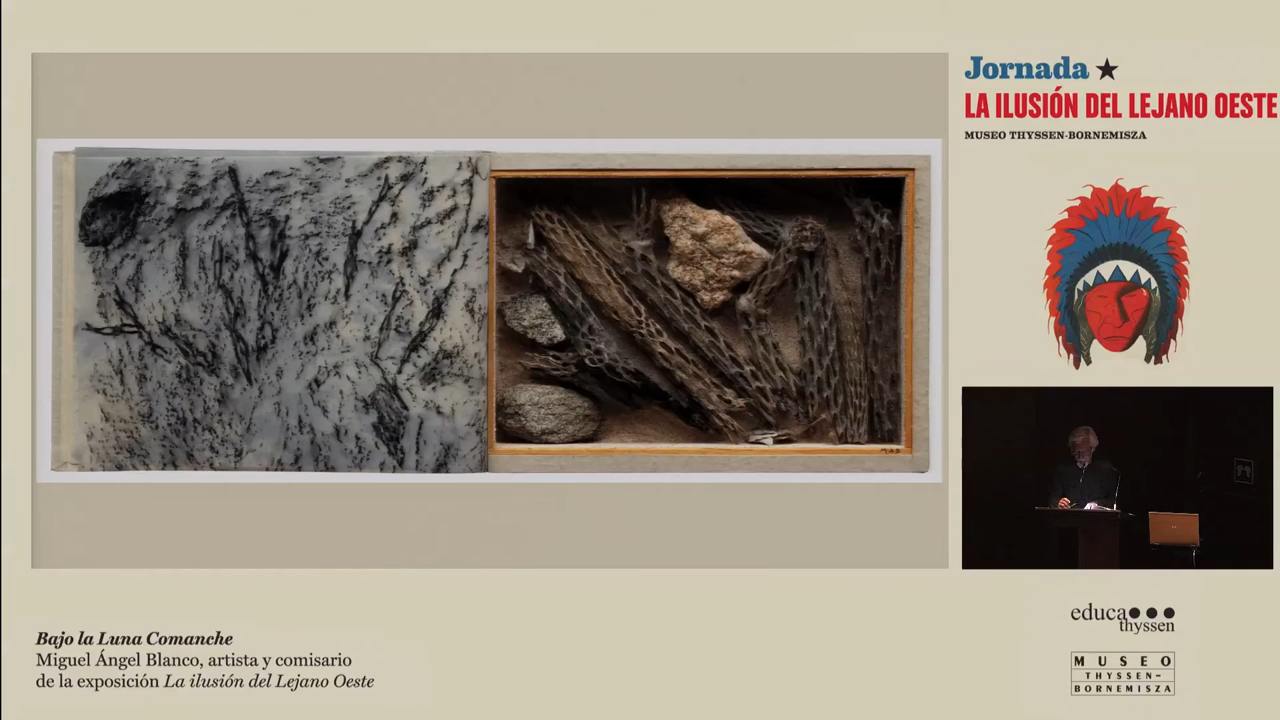 Jornada ★
LA ILUSIÓN DEL LEJANO OESTE
MUSEO THYSSEN-BORNEMISZA
Bajo la Luna Comanche
Miguel Ángel Blanco, artista y comisario
de la exposición La ilusión del Lejano Oeste
educa
thyssen
MUSEO
THYSSEN-
BORNEMISZA